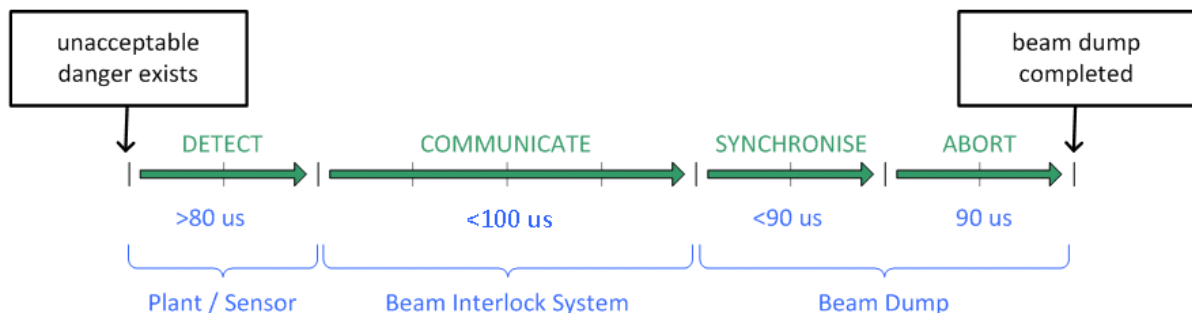 unacceptable
danger exists
beam dump
completed
DETECT
COMMUNICATE
SYNCHRONISE
ABORT
>80 us
<100 us
<90 us
90 us
Plant / Sensor
Beam Interlock System
Beam Dump